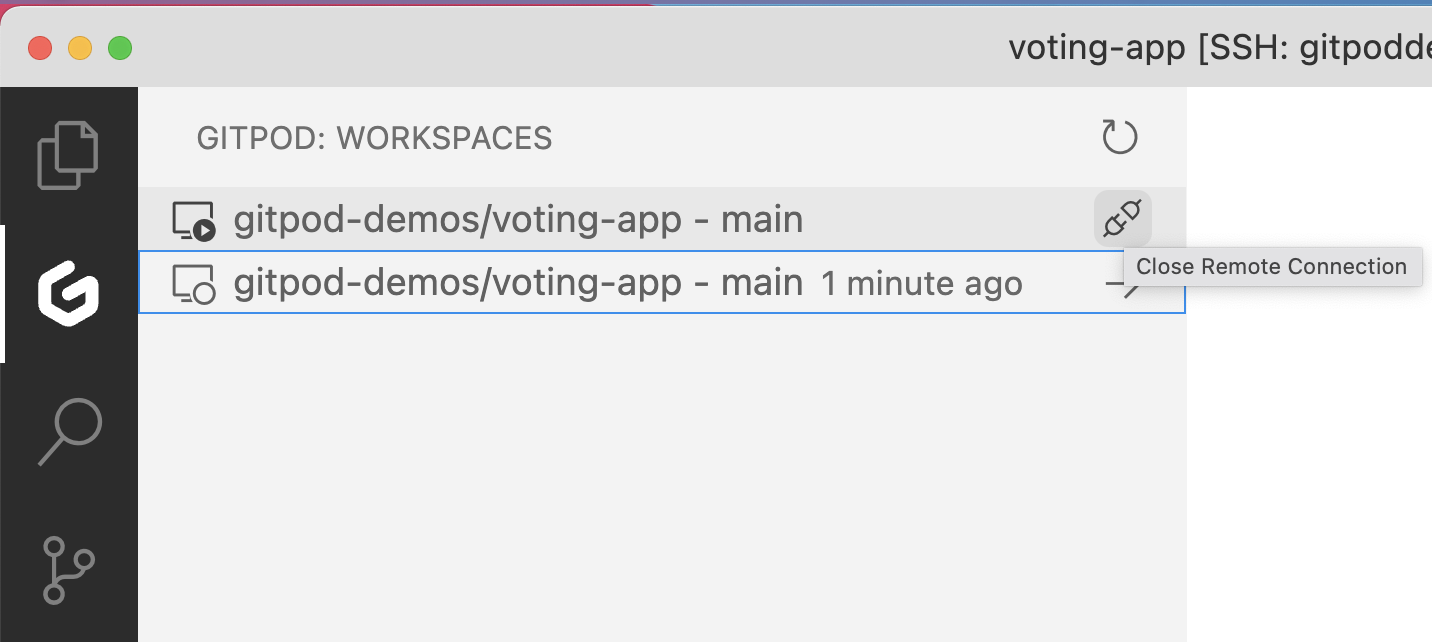 voting-app [SSH: gitpodde
GITPOD: WORKSPACES
gitpod-demos/voting-app - main
gitpod-demos/voting-app - main 1 minute ago
Close Remote Connection